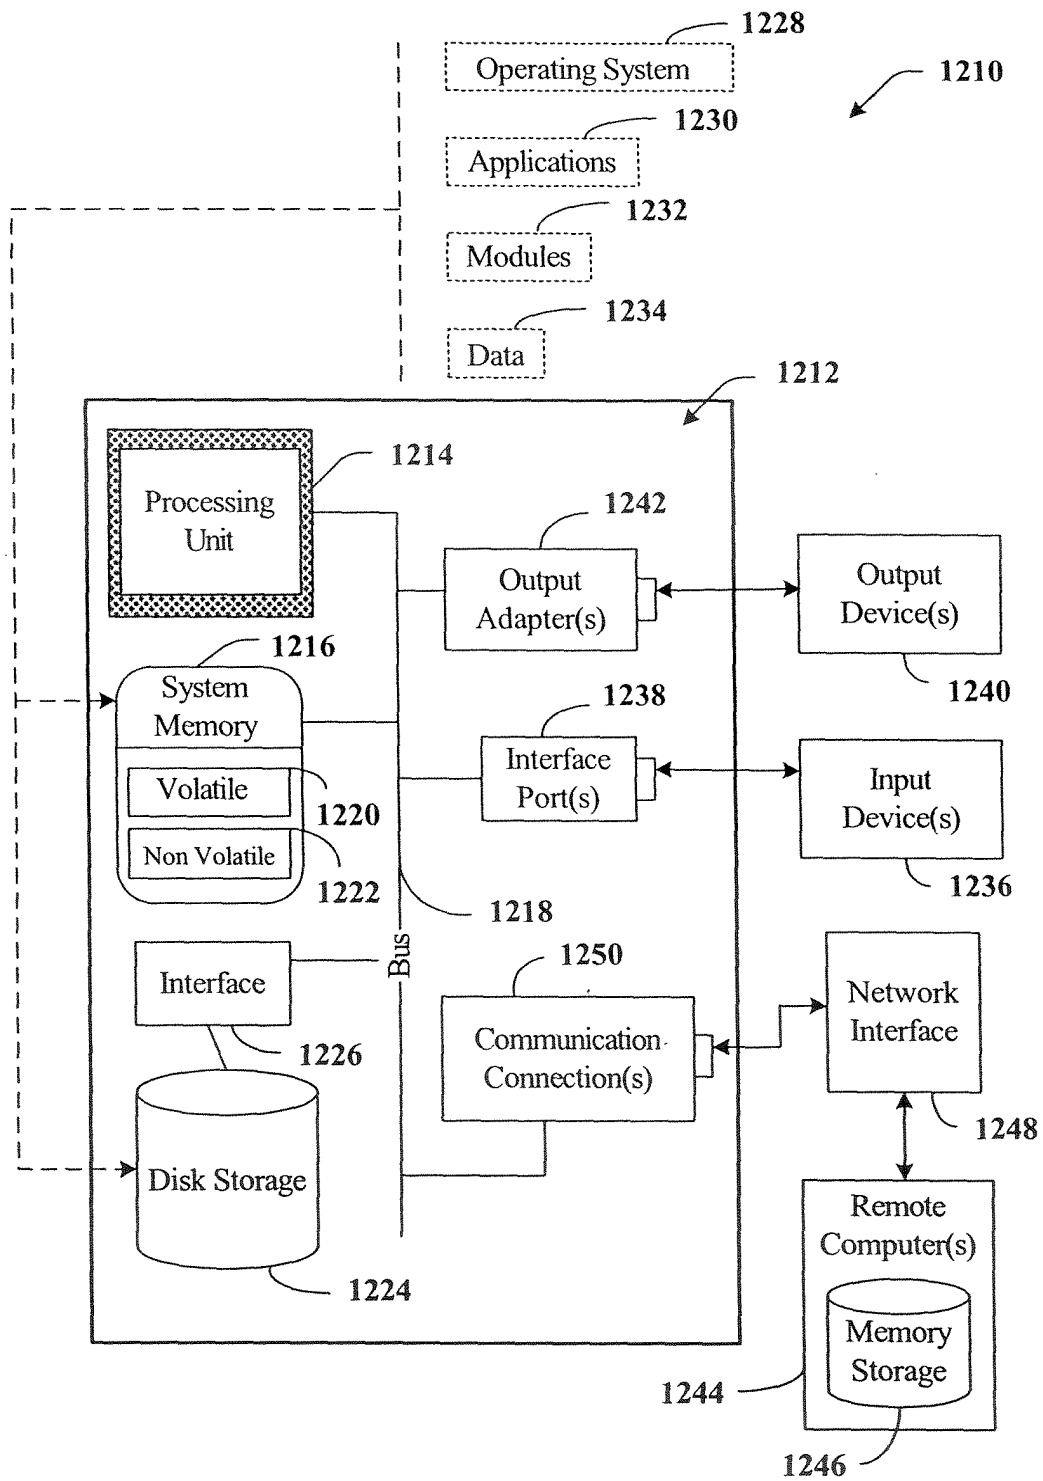 1228
Operating System
1210
1230
Applications
1232
Modules
1234
Data
1212
1214
Processing
Unit
1242
Output
Adapter(s)
Output
Device(s)
1240
1216
System
Memory
Volatile
1220
Non Volatile
1222
1238
Interface
Port(s)
Input
Device(s)
1236
1218
Bus
Interface
1226
1250
Communication
Connection(s)
Network
Interface
1248
Disk Storage
1224
Remote
Computer(s)
Memory
Storage
1244
1246